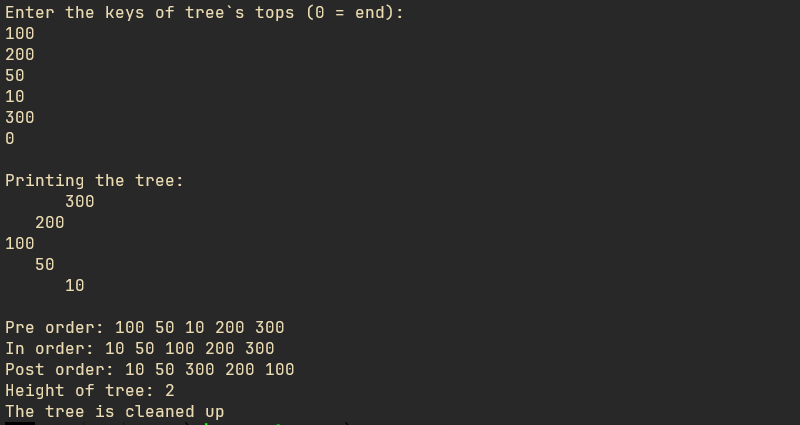 Enter the keys of tree`s tops (0 = end):
100
200
50
10
300
0
Printing the tree:
300
200
100
50
10
Pre order: 100 50 10 200 300
In order: 10 50 100 200 300
Post order: 10 50 300 200 100
Height of tree: 2
The tree is cleaned up